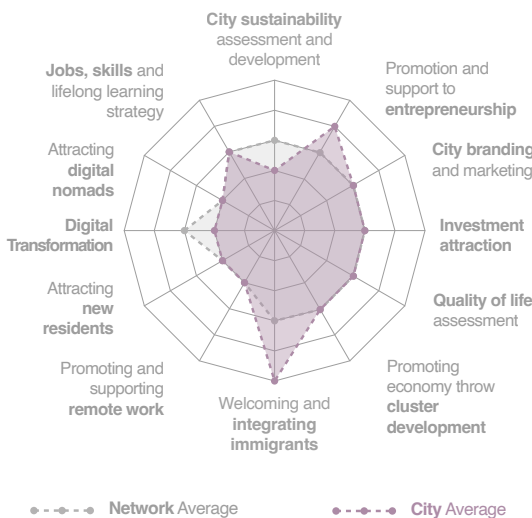 City sustainability
assessment and
development
Promotion and
support to
entrepreneurship
City branding
and marketing
Investment
attraction
Quality of life
assessment
Promoting
economy throw
cluster
development
Welcoming and
integrating
immigrants
Promoting and
supporting
remote work
Attracting
new
residents
Digital
Transformation
Attracting
digital
nomads
Jobs, skills and
lifelong learning
strategy
Network Average
City Average